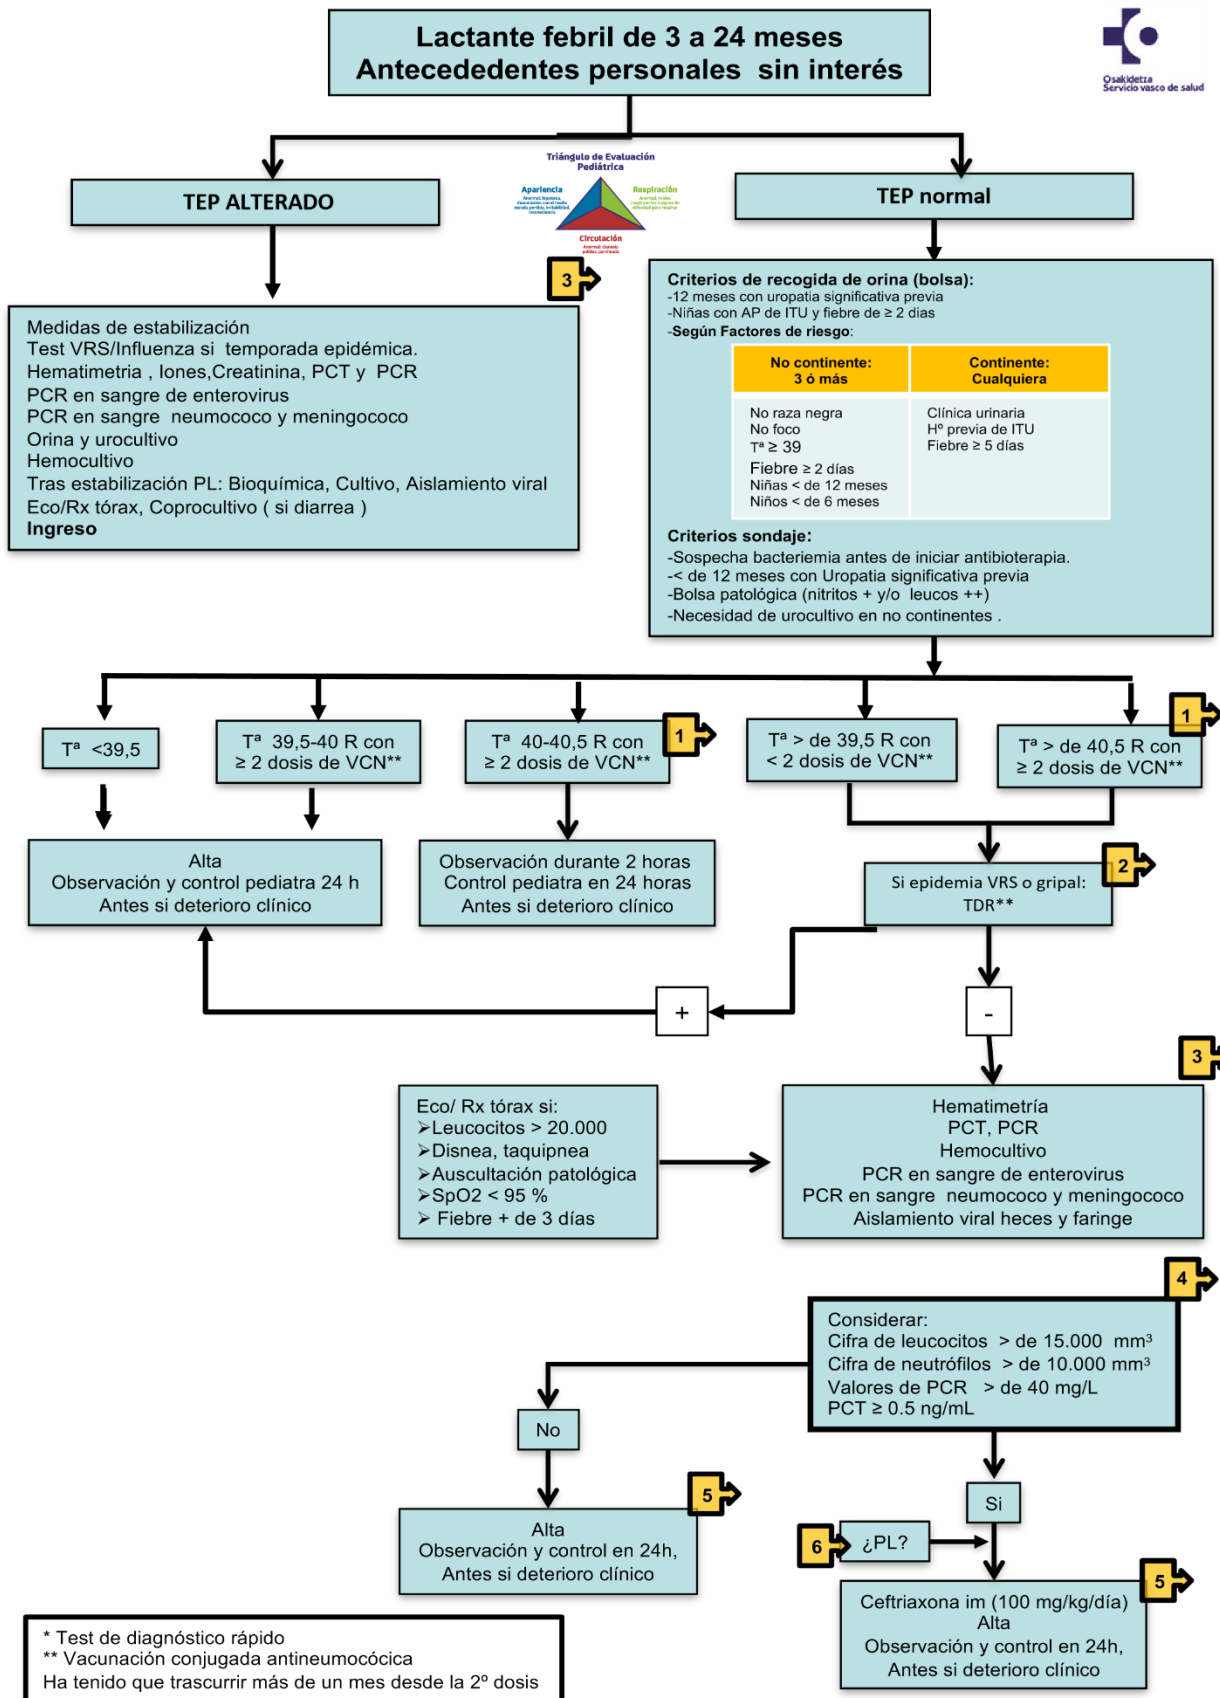 Lactante febril de 3 a 24 meses
Antecededentes personales sin interés
Osakidetza
Servicio vasco de salud
TEP ALTERADO
Triángulo de Evaluación
Pediátrica
Apariencia
Respiración
Circulación
TEP normal
3
Medidas de estabilización
Test VRS/Influenza si temporada epidémica.
Hematimetria , Iones,Creatinina, PCT y PCR
PCR en sangre de enterovirus
PCR en sangre neumococo y meningococo
Orina y urocultivo
Hemocultivo
Tras estabilización PL: Bioquímica, Cultivo, Aislamiento viral
Eco/Rx tórax, Coprocultivo ( si diarrea )
Ingreso
Criterios de recogida de orina (bolsa):
-12 meses con uropatia significativa previa
-Niñas con AP de ITU y fiebre de ≥ 2 dias
-Según Factores de riesgo:
No continente:
3 ó más
Continente:
Cualquiera
No raza negra
No foco
Tª ≥ 39
Fiebre ≥ 2 días
Niñas < de 12 meses
Niños < de 6 meses
Clínica urinaria
Hº previa de ITU
Fiebre ≥ 5 días
Criterios sondaje:
-Sospecha bacteriemia antes de iniciar antibioterapia.
-< de 12 meses con Uropatia significativa previa
-Bolsa patológica (nitritos + y/o leucos ++)
-Necesidad de urocultivo en no continentes .
Tª <39,5
Tª 39,5-40 R con
≥ 2 dosis de VCN**
Tª 40-40,5 R con
≥ 2 dosis de VCN**
1
Tª > de 39,5 R con
< 2 dosis de VCN**
Tª > de 40,5 R con
≥ 2 dosis de VCN**
1
Alta
Observación y control pediatra 24 h
Antes si deterioro clínico
Observación durante 2 horas
Control pediatra en 24 horas
Antes si deterioro clínico
Si epidemia VRS o gripal:
TDR**
2
+
-
3
Eco/ Rx tórax si:
➢Leucocitos > 20.000
➢Disnea, taquipnea
➢Auscultación patológica
➢SpO2 < 95 %
➢ Fiebre + de 3 días
Hematimetría
PCT, PCR
Hemocultivo
PCR en sangre de enterovirus
PCR en sangre neumococo y meningococo
Aislamiento viral heces y faringe
4
Considerar:
Cifra de leucocitos > de 15.000 mm³
Cifra de neutrófilos > de 10.000 mm³
Valores de PCR > de 40 mg/L
PCT ≥ 0.5 ng/mL
No
Si
5
Alta
Observación y control en 24h,
Antes si deterioro clínico
6
¿PL?
5
Ceftriaxona im (100 mg/kg/día)
Alta
Observación y control en 24h,
Antes si deterioro clínico
* Test de diagnóstico rápido
** Vacunación conjugada antineumocócica
Ha tenido que trascurrir más de un mes desde la 2º dosis